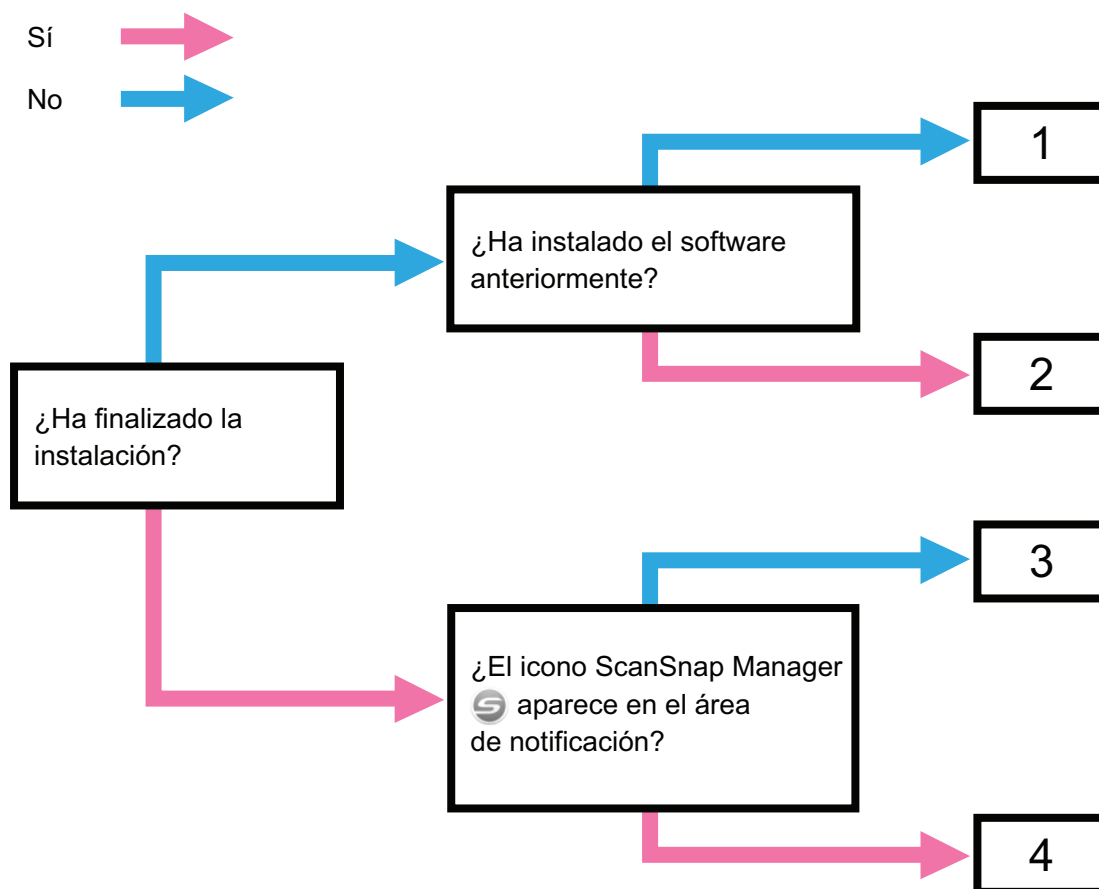 Sí
No
1
¿Ha instalado el software
anteriormente?
2
¿Ha finalizado la
instalación?
3
¿El icono ScanSnap Manager
S aparece en el área
de notificación?
4